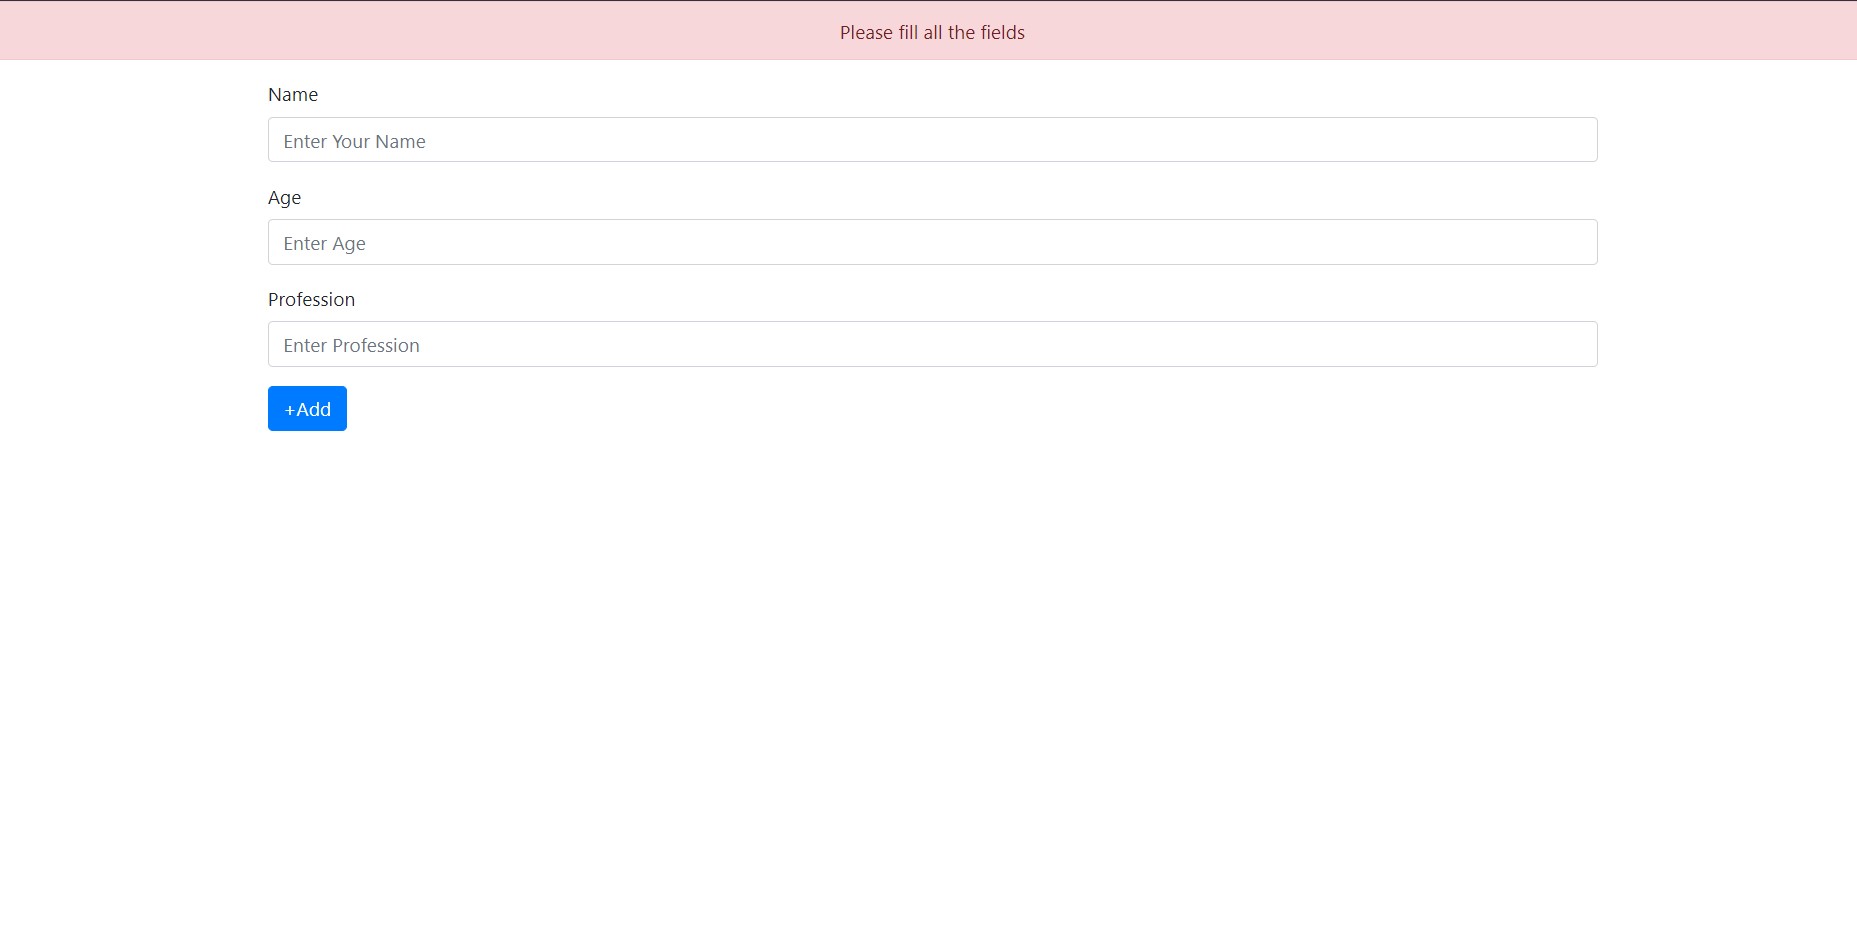 Please fill all the fields
Name
Enter Your Name
Age
Enter Age
Profession
Enter Profession
+Add